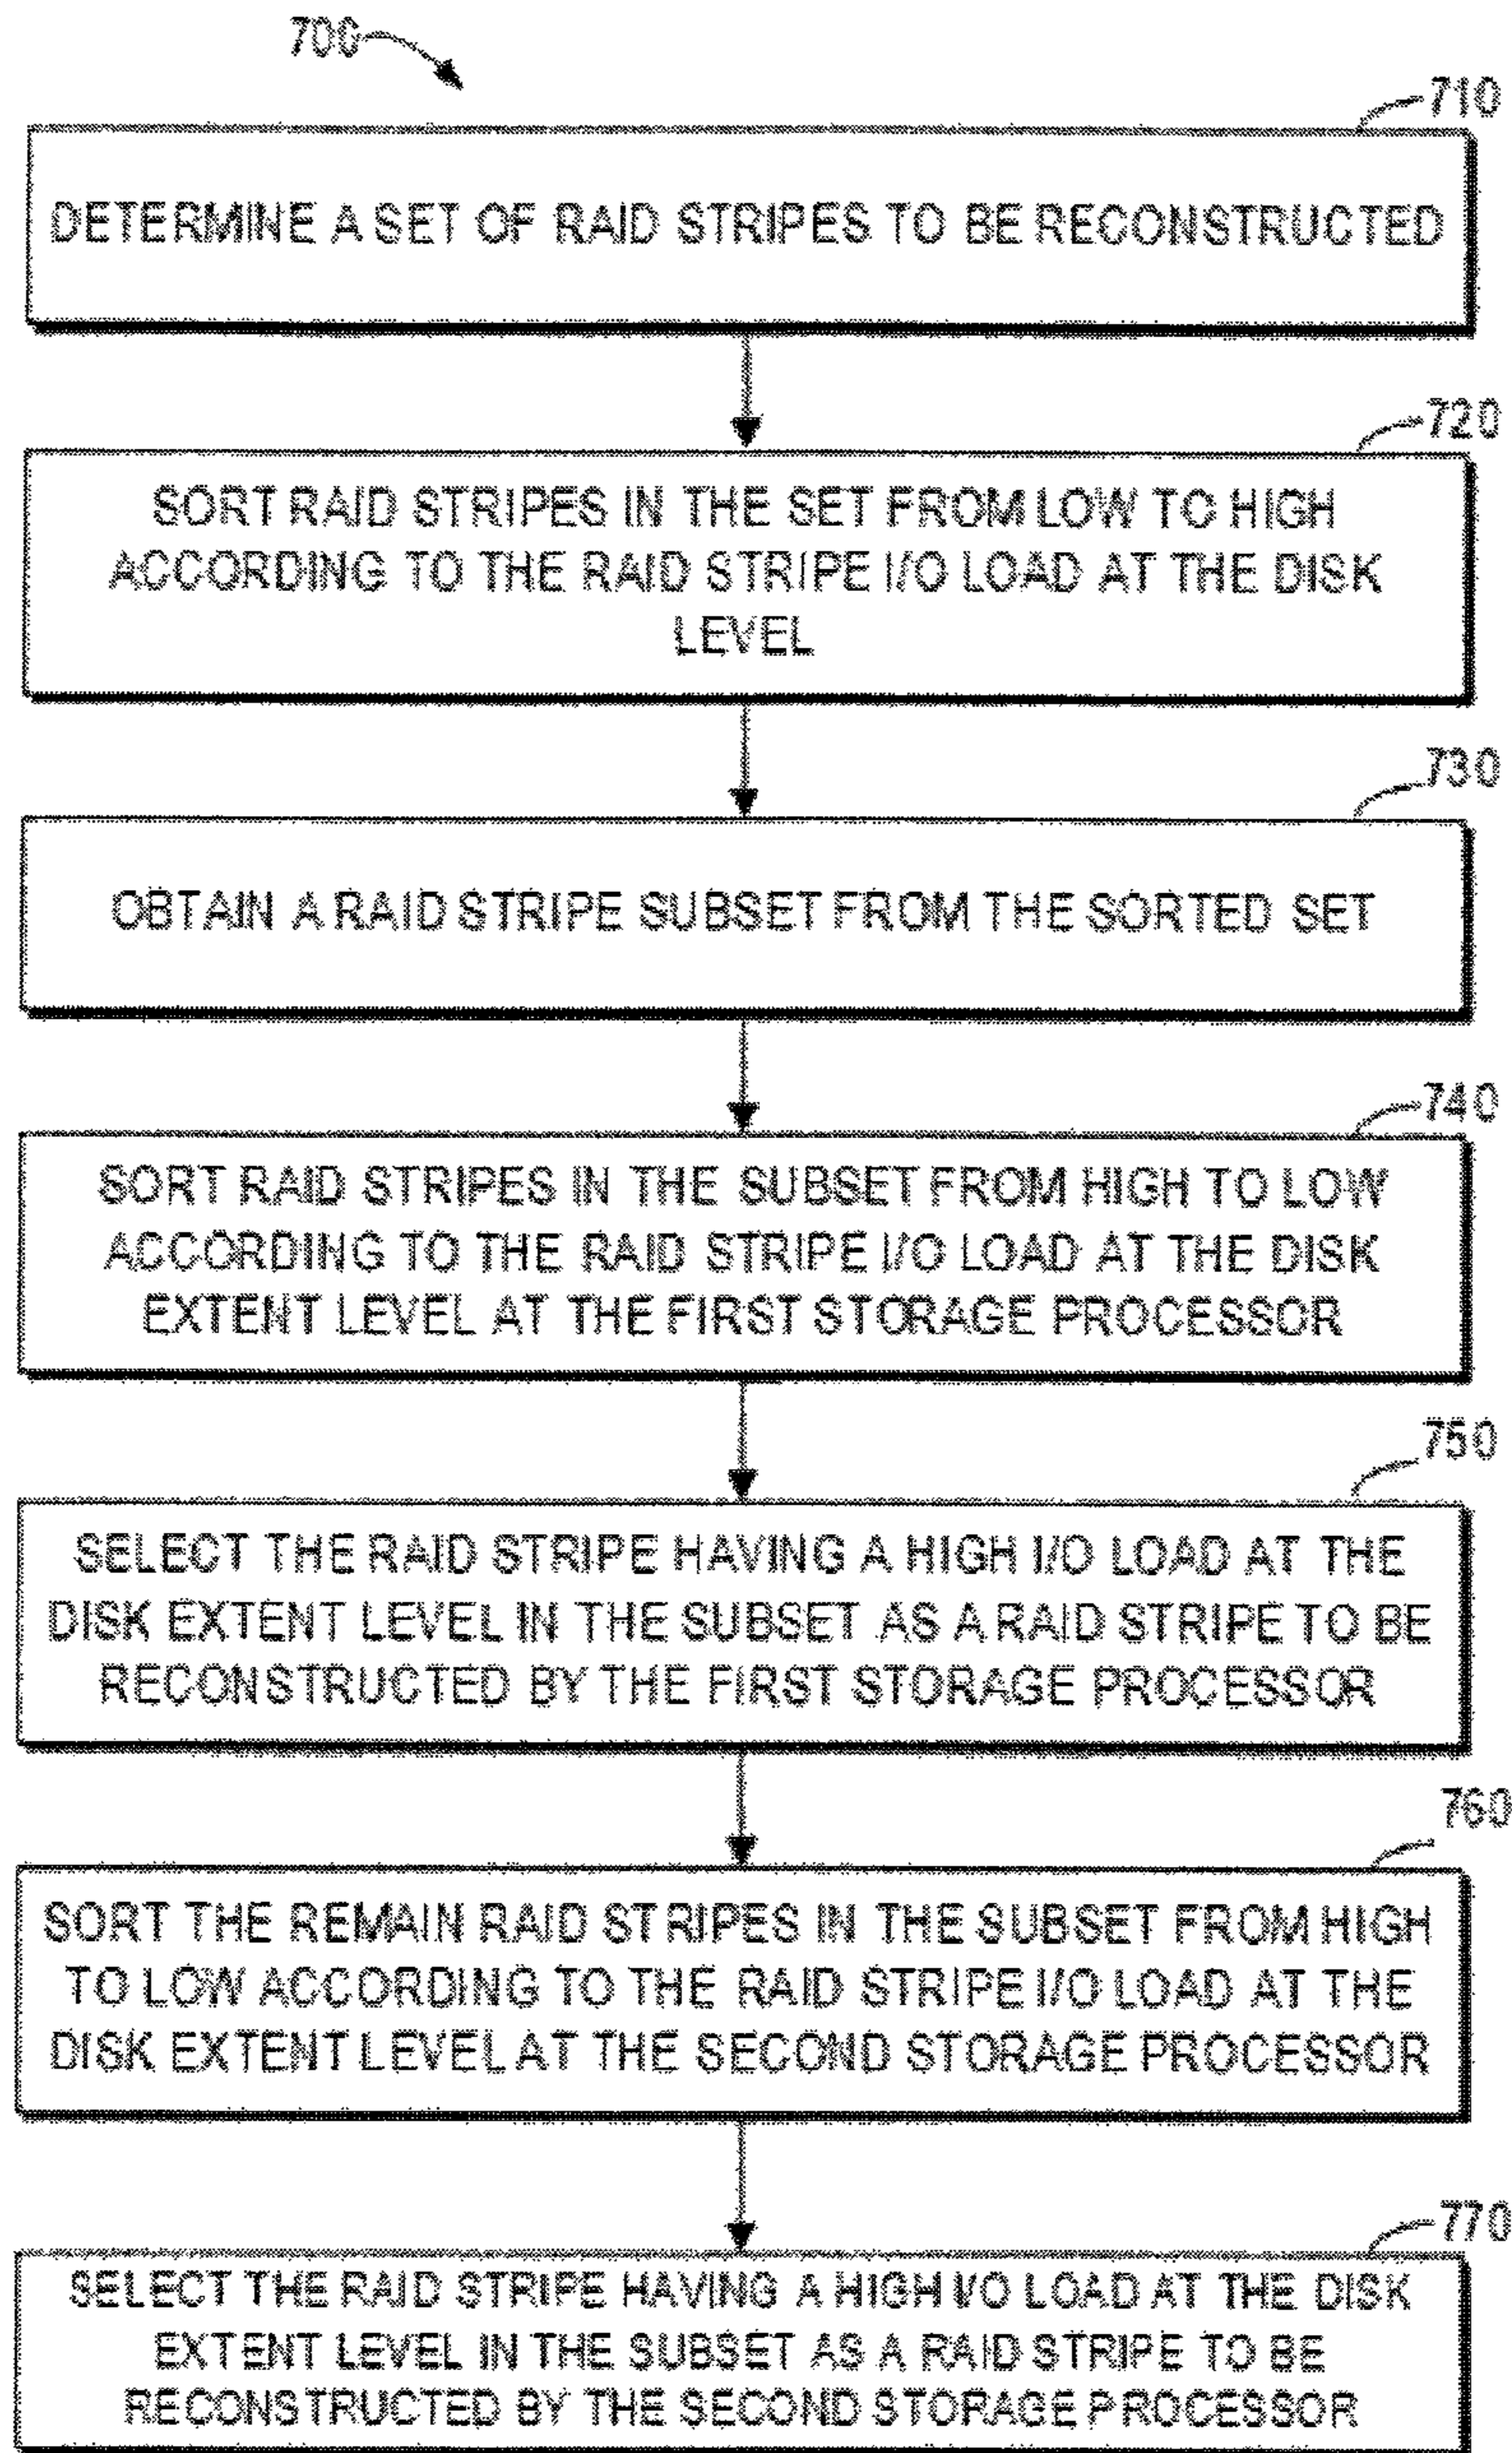 700
710
DETERMINE A SET OF RAID STRIPES TO BE RECONSTRUCTED
720
SORT RAID STRIPES IN THE SET FROM LOW TO HIGH
ACCORDING TO THE RAID STRIPE I/O LOAD AT THE DISK
LEVEL
730
OBTAIN A RAID STRIPE SUBSET FROM THE SORTED SET
740
SORT RAID STRIPES IN THE SUBSET FROM HIGH TO LOW
ACCORDING TO THE RAID STRIPE I/O LOAD AT THE DISK
EXTENT LEVEL AT THE FIRST STORAGE PROCESSOR
750
SELECT THE RAID STRIPE HAVING A HIGH I/O LOAD AT THE
DISK EXTENT LEVEL IN THE SUBSET AS A RAID STRIPE TO BE
RECONSTRUCTED BY THE FIRST STORAGE PROCESSOR
760
SORT THE REMAIN RAID STRIPES IN THE SUBSET FROM HIGH
TO LOW ACCORDING TO THE RAID STRIPE I/O LOAD AT THE
DISK EXTENT LEVEL AT THE SECOND STORAGE PROCESSOR
770
SELECT THE RAID STRIPE HAVING A HIGH I/O LOAD AT THE DISK
EXTENT LEVEL IN THE SUBSET AS A RAID STRIPE TO BE
RECONSTRUCTED BY THE SECOND STORAGE PROCESSOR